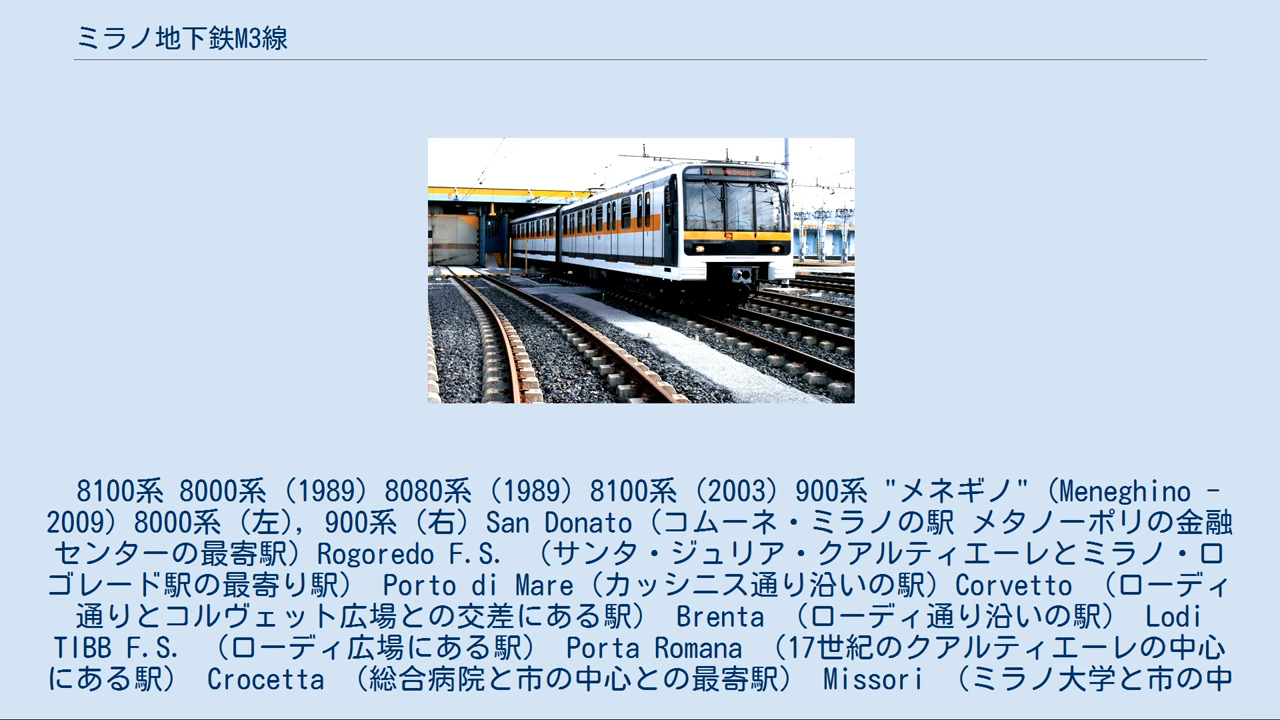 ミラノ地下鉄M3線
8100系 8000系（1989）8080系（1989）8100系（2003）900系 "メネギノ"（Meneghino -
2009）8000系（左），900系（右）San Donato（コムーネ・ミラノの駅 メタノーポリの金融
センターの最寄駅）Rogoredo F.S. （サンタ・ジュリア・クアルティエーレとミラノ・ロ
ゴレード駅の最寄り駅） Porto di Mare（カッシニス通り沿いの駅）Corvetto （ローディ
通りとコルヴェット広場との交差にある駅） Brenta （ローディ通り沿いの駅） Lodi
TIBB F.S. （ローディ広場にある駅） Porta Romana （17世紀のクアルティエーレの中心
にある駅） Crocetta （総合病院と市の中心との最寄駅） Missori （ミラノ大学と市の中